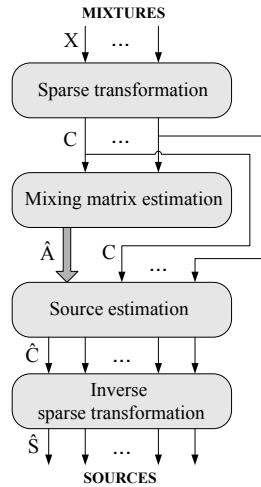 MIXTURES
X ...
Sparse transformation
C ...
Mixing matrix estimation
Â C ...
Source estimation
Ĉ ...
Inverse
sparse transformation
Ŝ ...
SOURCES